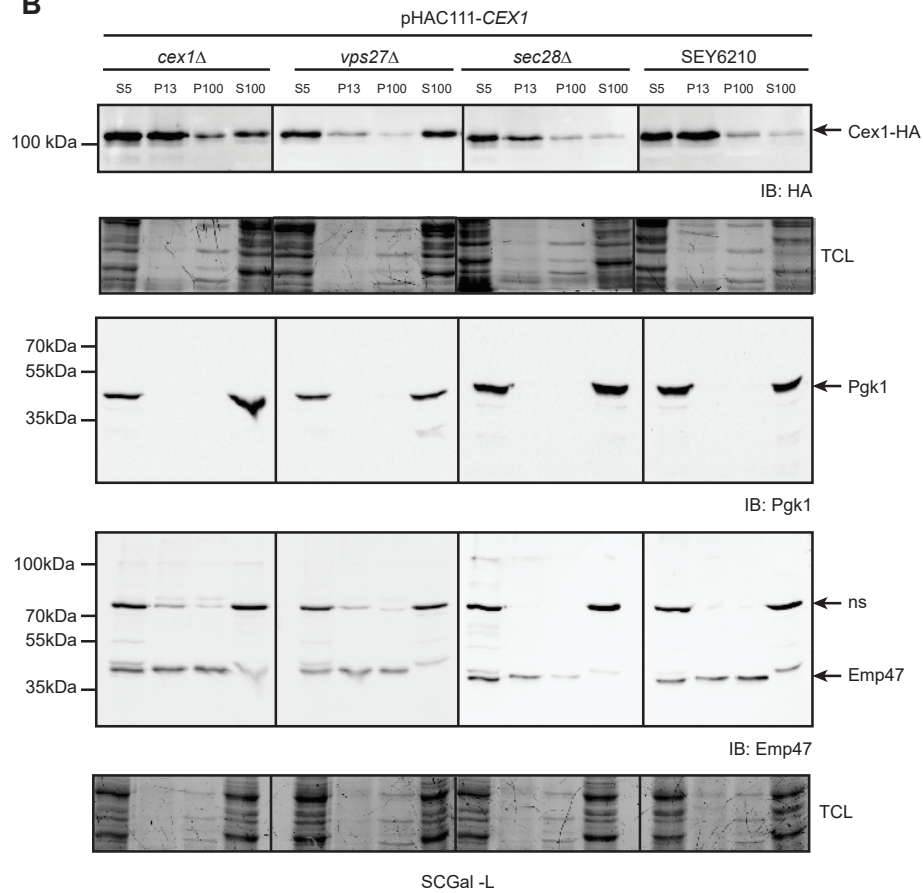 B
pHAC111-CEX1
cex1Δ vps27Δ sec28Δ SEY6210
S5 P13 P100 S100 S5 P13 P100 S100 S5 P13 P100 S100 S5 P13 P100 S100
100 kDa Cex1-HA
IB: HA
TCL
70kDa
55kDa
Pgk1
35kDa
IB: Pgk1
100kDa
ns
70kDa
55kDa
Emp47
35kDa
IB: Emp47
TCL
SCGal -L